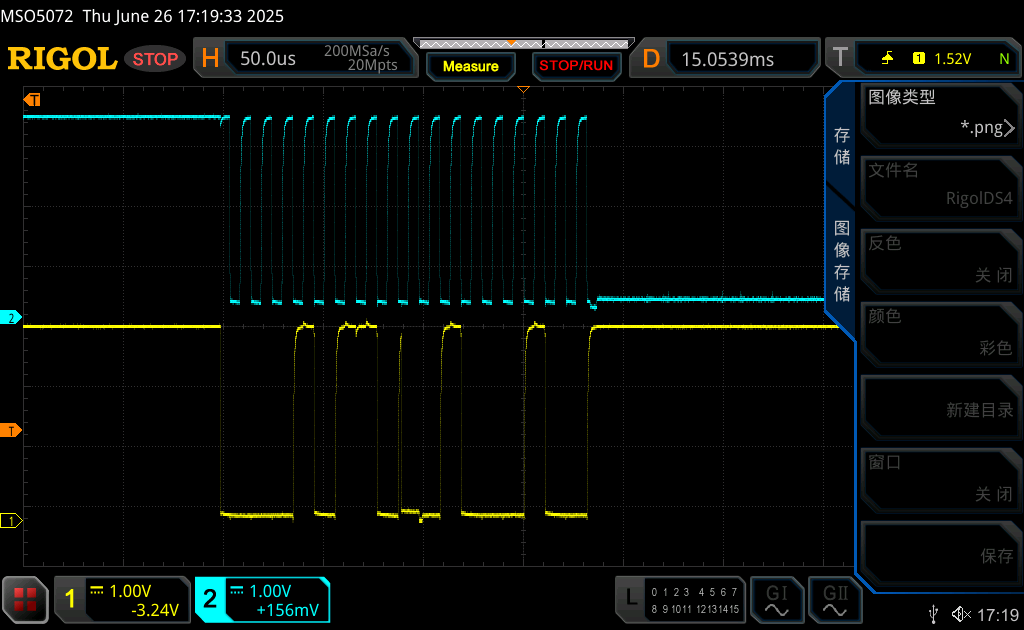 MSO5072 Thu June 26 17:19:33 2025
RIGOL STOP H 50.0us 200MSa/s 20Mpts Measure STOP/RUN D 15.0539ms T 1 1.52V N
T
图像类型
*.png
存储
文件名
RigolDS4
图像存储
反色
关闭
2
颜色
彩色
新建目录
T
窗口
关闭
1
保存
1 1.00V -3.24V
2 1.00V +156mV
L 0 1 2 3 4 5 6 7
8 9 10 11 12 13 14 15
GI GII
17:19